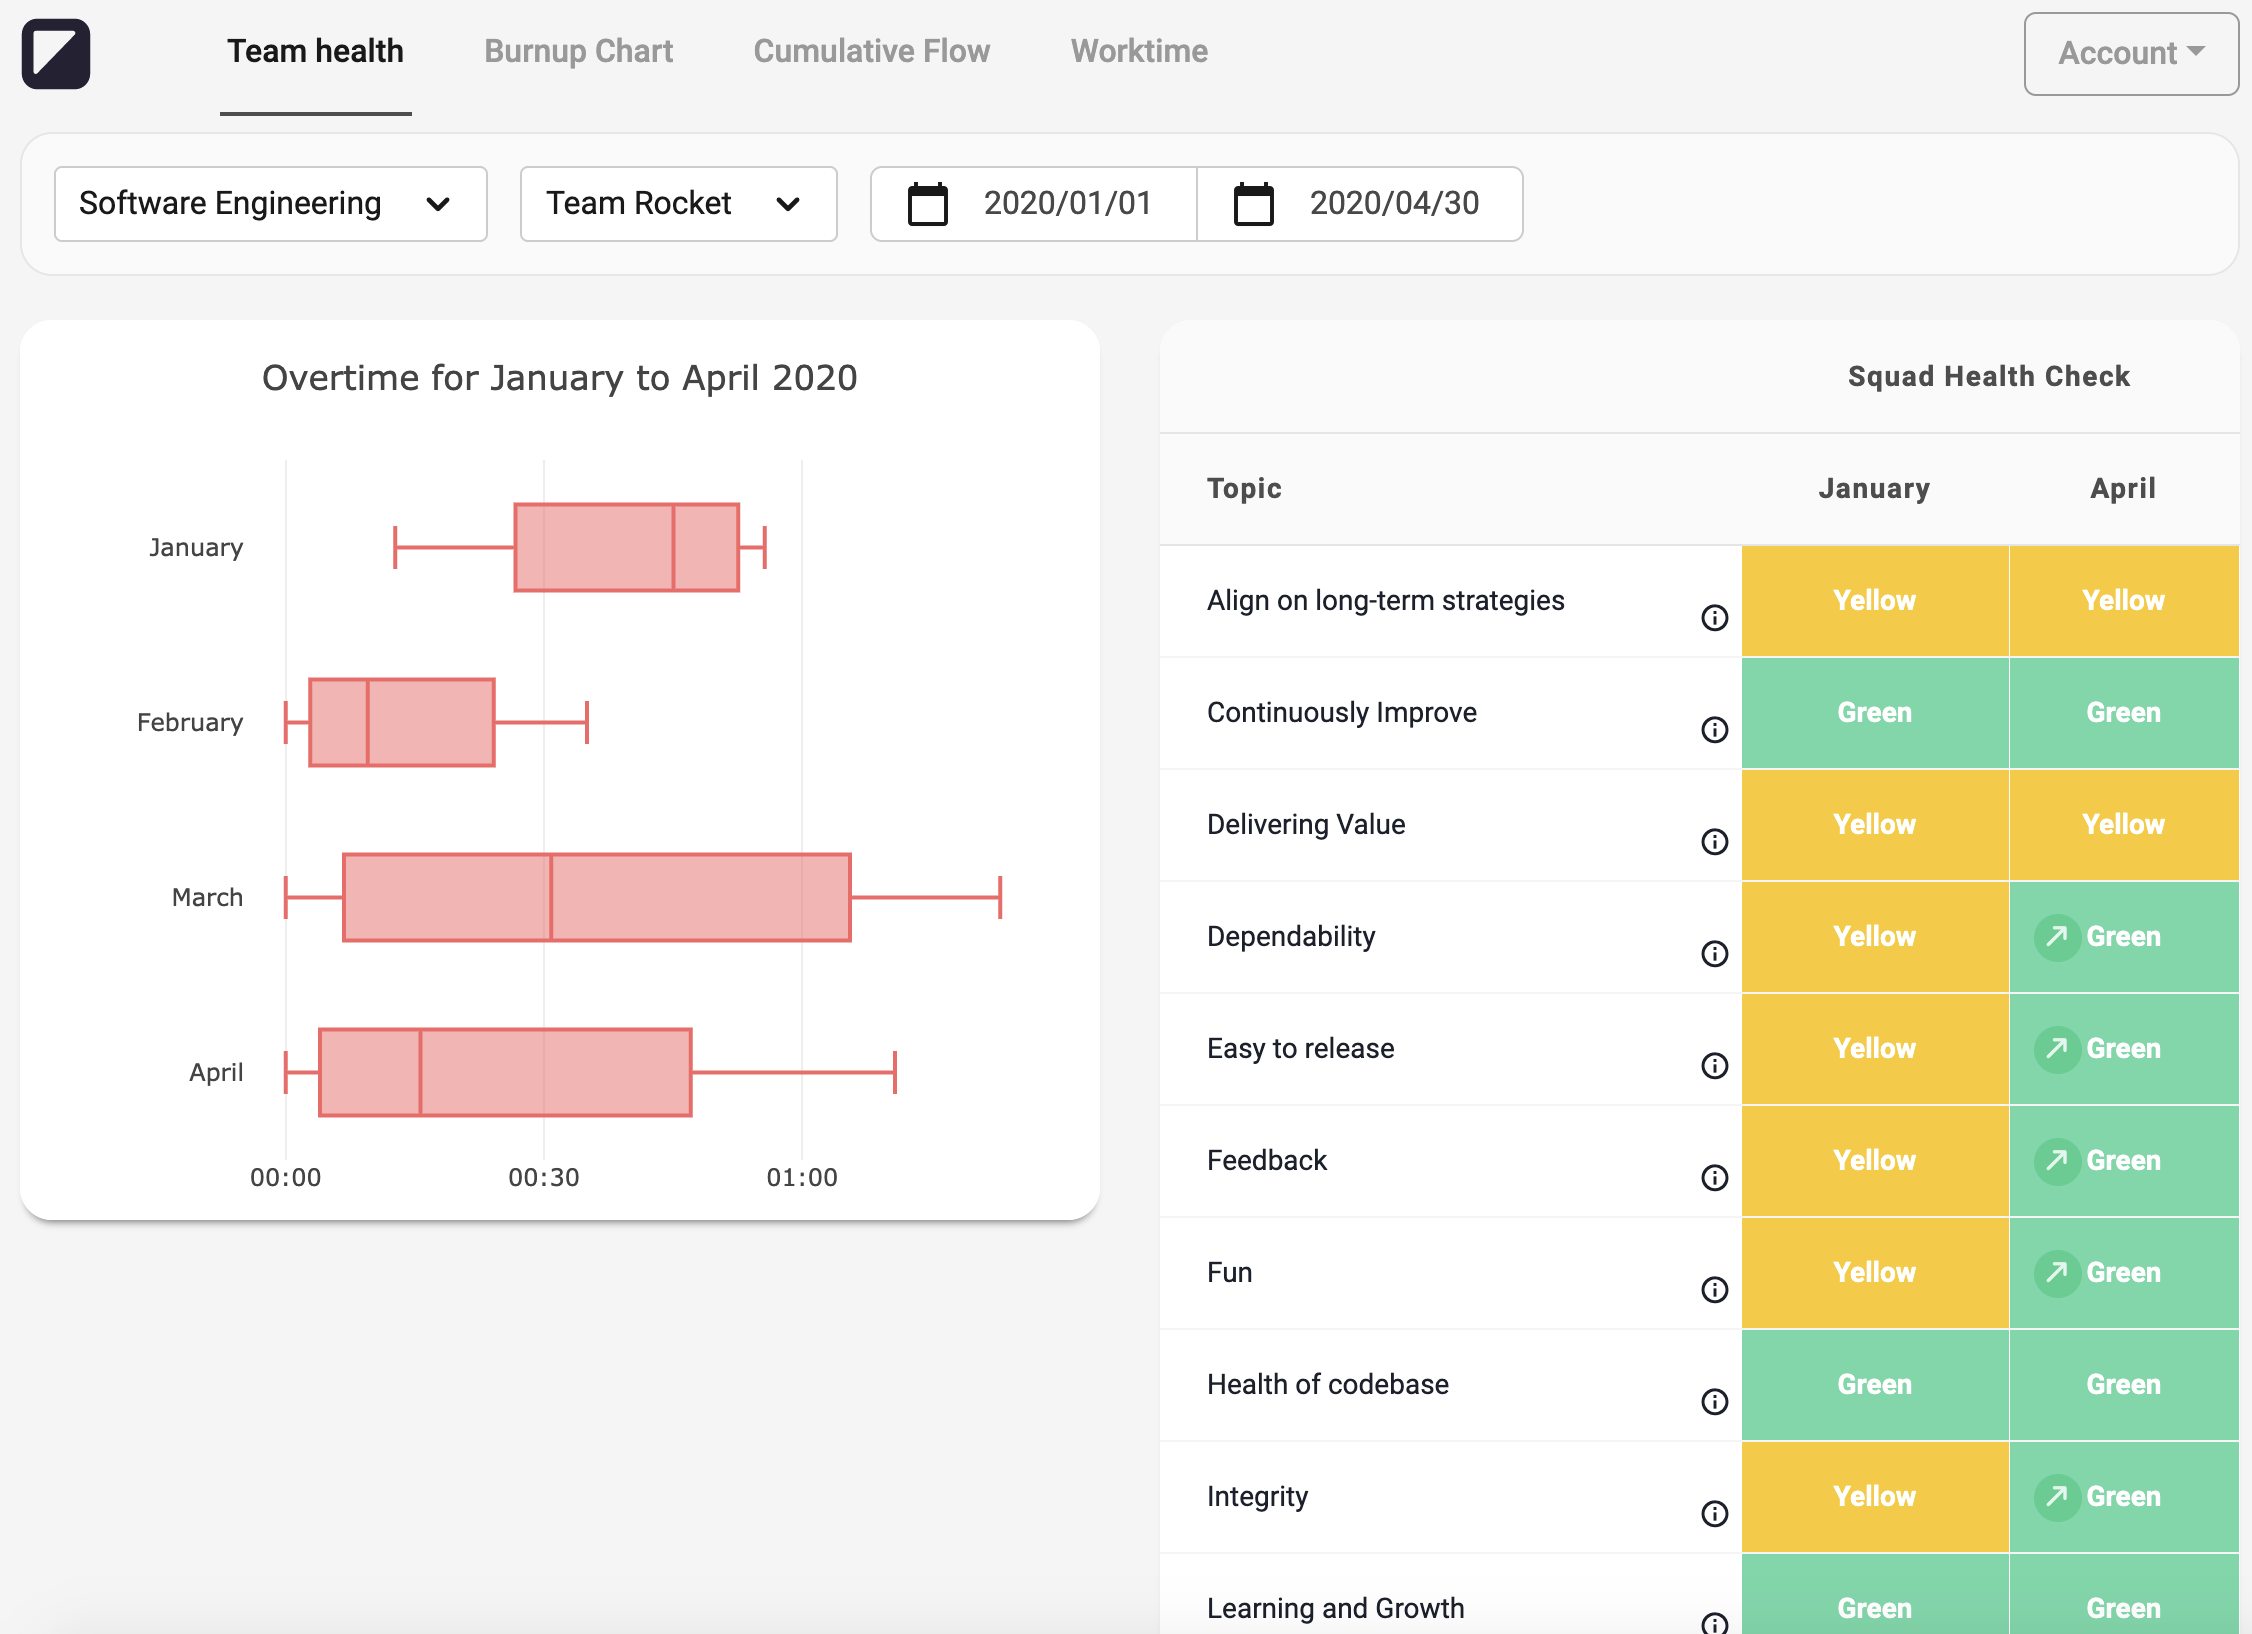 Team health Burnup Chart Cumulative Flow Worktime Account
Software Engineering Team Rocket 2020/01/01 2020/04/30
Overtime for January to April 2020
January
February
March
April
00:00 00:30 01:00
Squad Health Check
Topic January April
Align on long-term strategies Yellow Yellow
Continuously Improve Green Green
Delivering Value Yellow Yellow
Dependability Yellow Green
Easy to release Yellow Green
Feedback Yellow Green
Fun Yellow Green
Health of codebase Green Green
Integrity Yellow Green
Learning and Growth Green Green